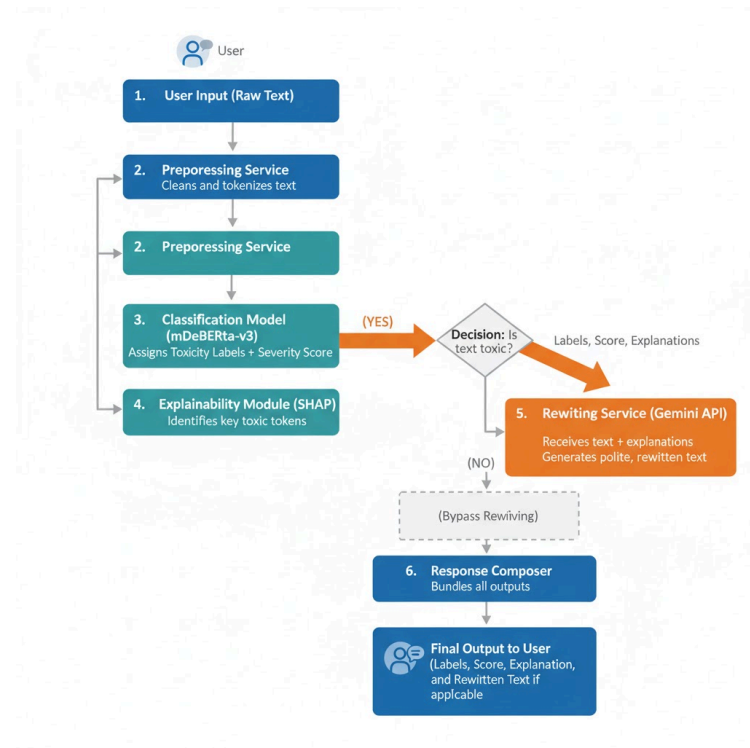 User
1. User Input (Raw Text)
2. Preporessing Service
Cleans and tokenizes text
2. Preporessing Service
3. Classification Model
(mDeBERTa-v3)
Assigns Toxicity Labels + Severity Score
(YES)
Decision: Is
text toxic?
Labels, Score, Explanations
4. Explainability Module (SHAP)
Identifies key toxic tokens
5. Rewiting Service (Gemini API)
Receives text + explanations
Generates polite, rewitten text
(NO)
(Bypass Rewiving)
6. Response Composer
Bundles all outputs
Final Output to User
(Labels, Score, Explanation,
and Rewirtten Text if
applcable